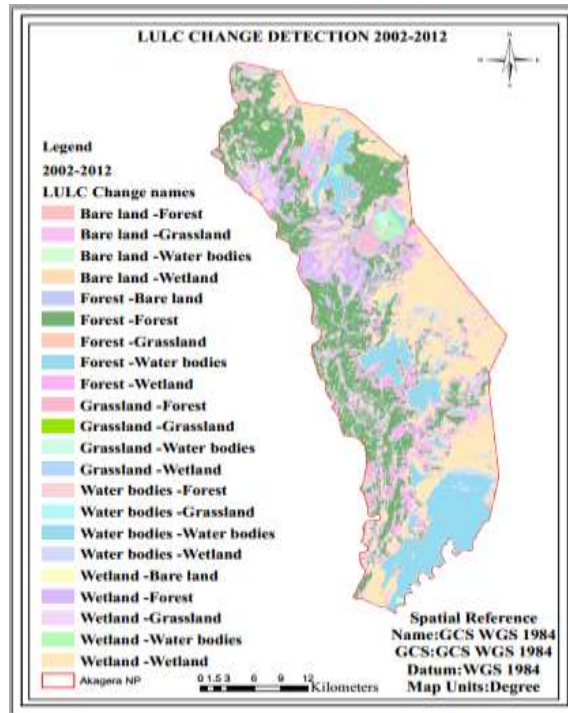 LULC CHANGE DETECTION 2002-2012
Legend
2002-2012
LULC Change names
Bare land -Forest
Bare land -Grassland
Bare land -Water bodies
Bare land -Wetland
Forest -Bare land
Forest -Forest
Forest -Grassland
Forest -Water bodies
Forest -Wetland
Grassland -Forest
Grassland -Grassland
Grassland -Water bodies
Grassland -Wetland
Water bodies -Forest
Water bodies -Grassland
Water bodies -Water bodies
Water bodies -Wetland
Wetland -Bare land
Wetland -Forest
Wetland -Grassland
Wetland -Water bodies
Wetland -Wetland
Akagera NP
0 1.5 3 6 9 12
Kilometers
Spatial Reference
Name:GCS WGS 1984
GCS:GCS WGS 1984
Datum:WGS 1984
Map Units:Degree